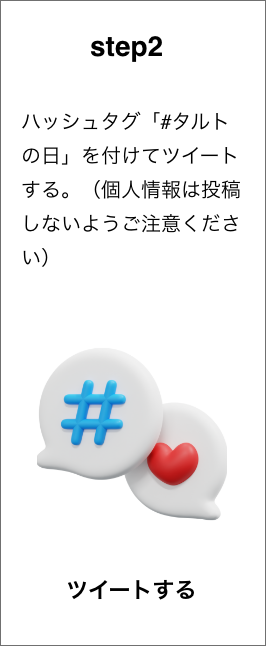 step2
ハッシュタグ「#タルト
の日」を付けてツイート
する。（個人情報は投稿
しないようご注意くださ
い）
#
ツイートする